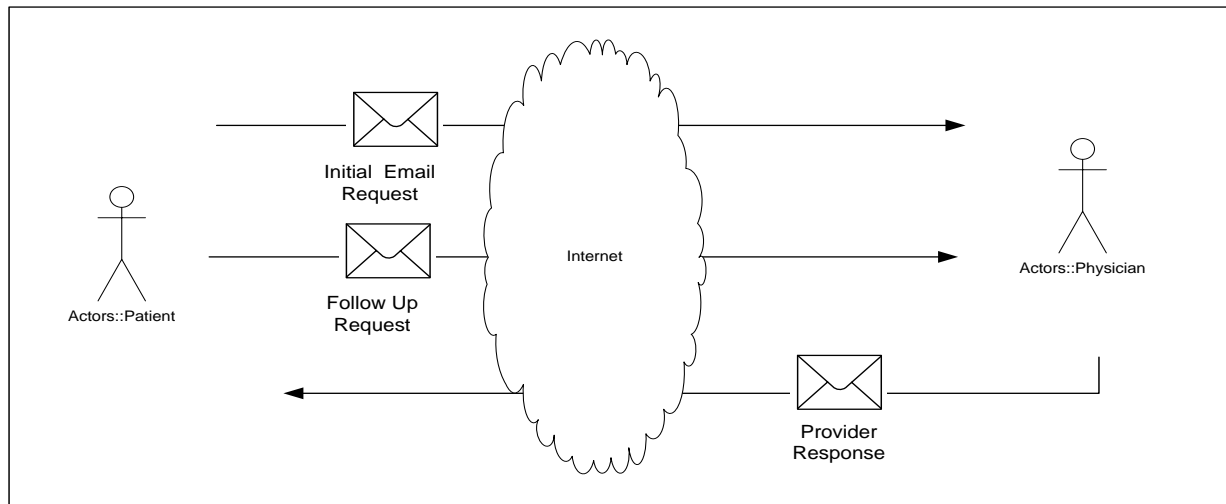 Initial Email
Request
Actors::Patient
Follow Up
Request
Internet
Actors::Physician
Provider
Response